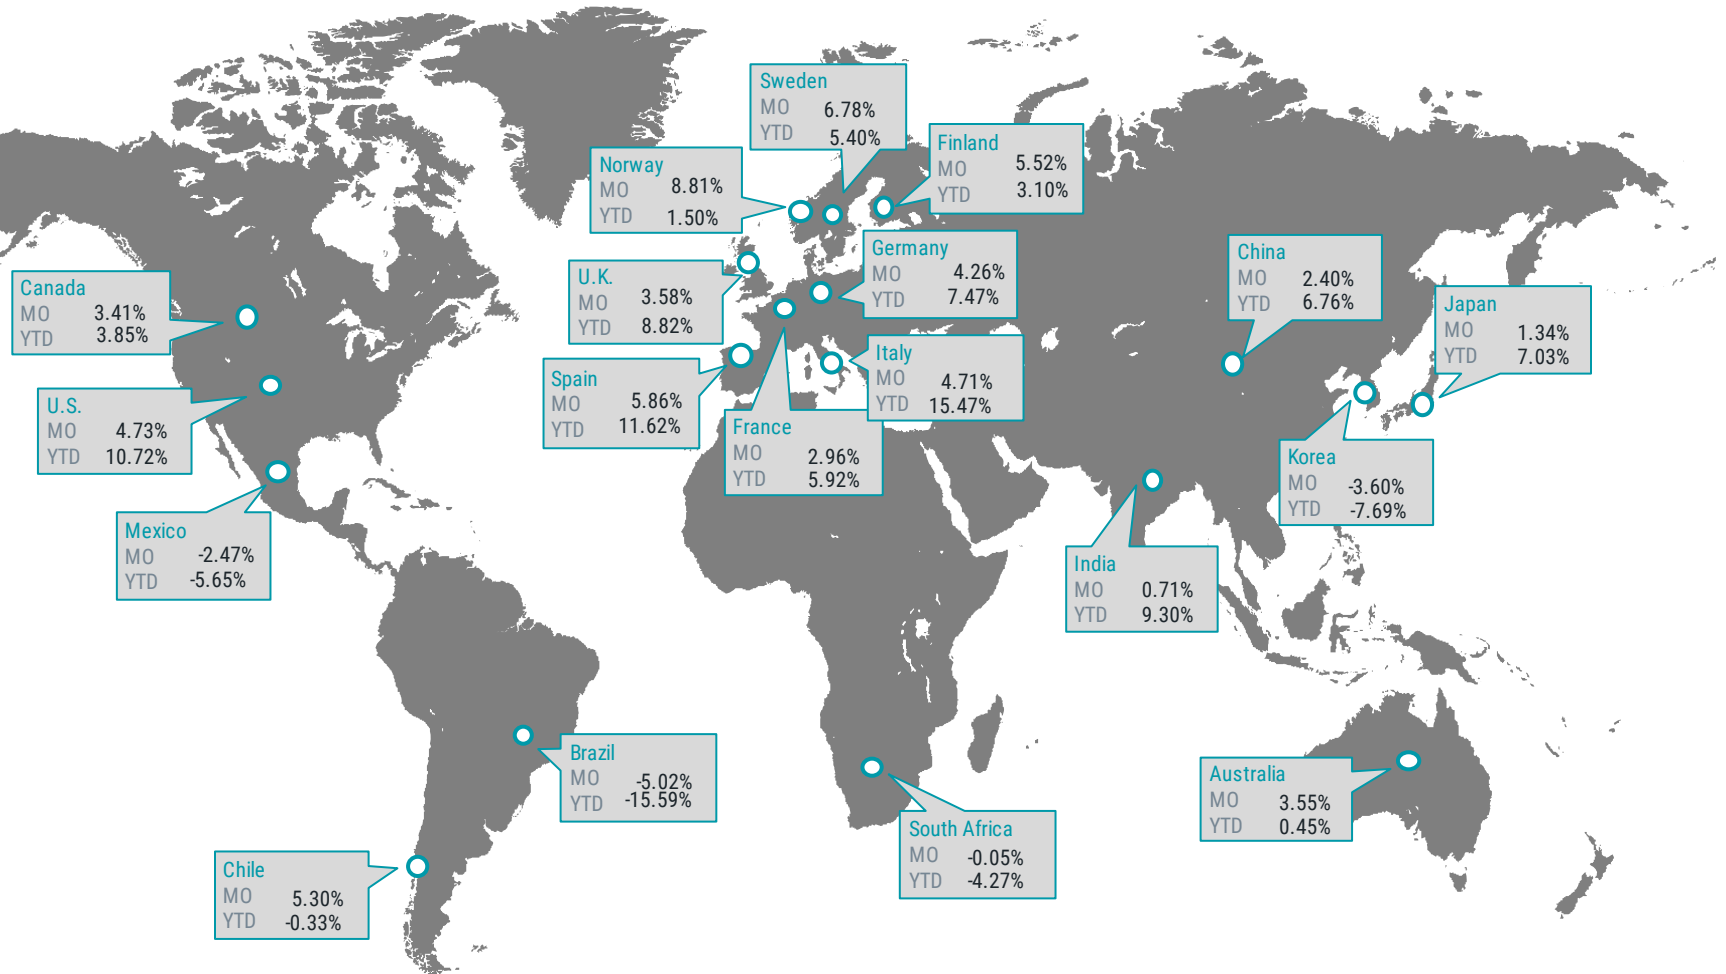 Sweden
MO 6.78%
YTD 5.40%
Finland
MO 5.52%
YTD 3.10%
Norway
MO 8.81%
YTD 1.50%
Germany
MO 4.26%
YTD 7.47%
U.K.
MO 3.58%
YTD 8.82%
China
MO 2.40%
YTD 6.76%
Canada
MO 3.41%
YTD 3.85%
Japan
MO 1.34%
YTD 7.03%
Italy
MO 4.71%
YTD 15.47%
Spain
MO 5.86%
YTD 11.62%
U.S.
MO 4.73%
YTD 10.72%
France
MO 2.96%
YTD 5.92%
Korea
MO -3.60%
YTD -7.69%
Mexico
MO -2.47%
YTD -5.65%
India
MO 0.71%
YTD 9.30%
Brazil
MO -5.02%
YTD -15.59%
Australia
MO 3.55%
YTD 0.45%
South Africa
MO -0.05%
YTD -4.27%
Chile
MO 5.30%
YTD -0.33%